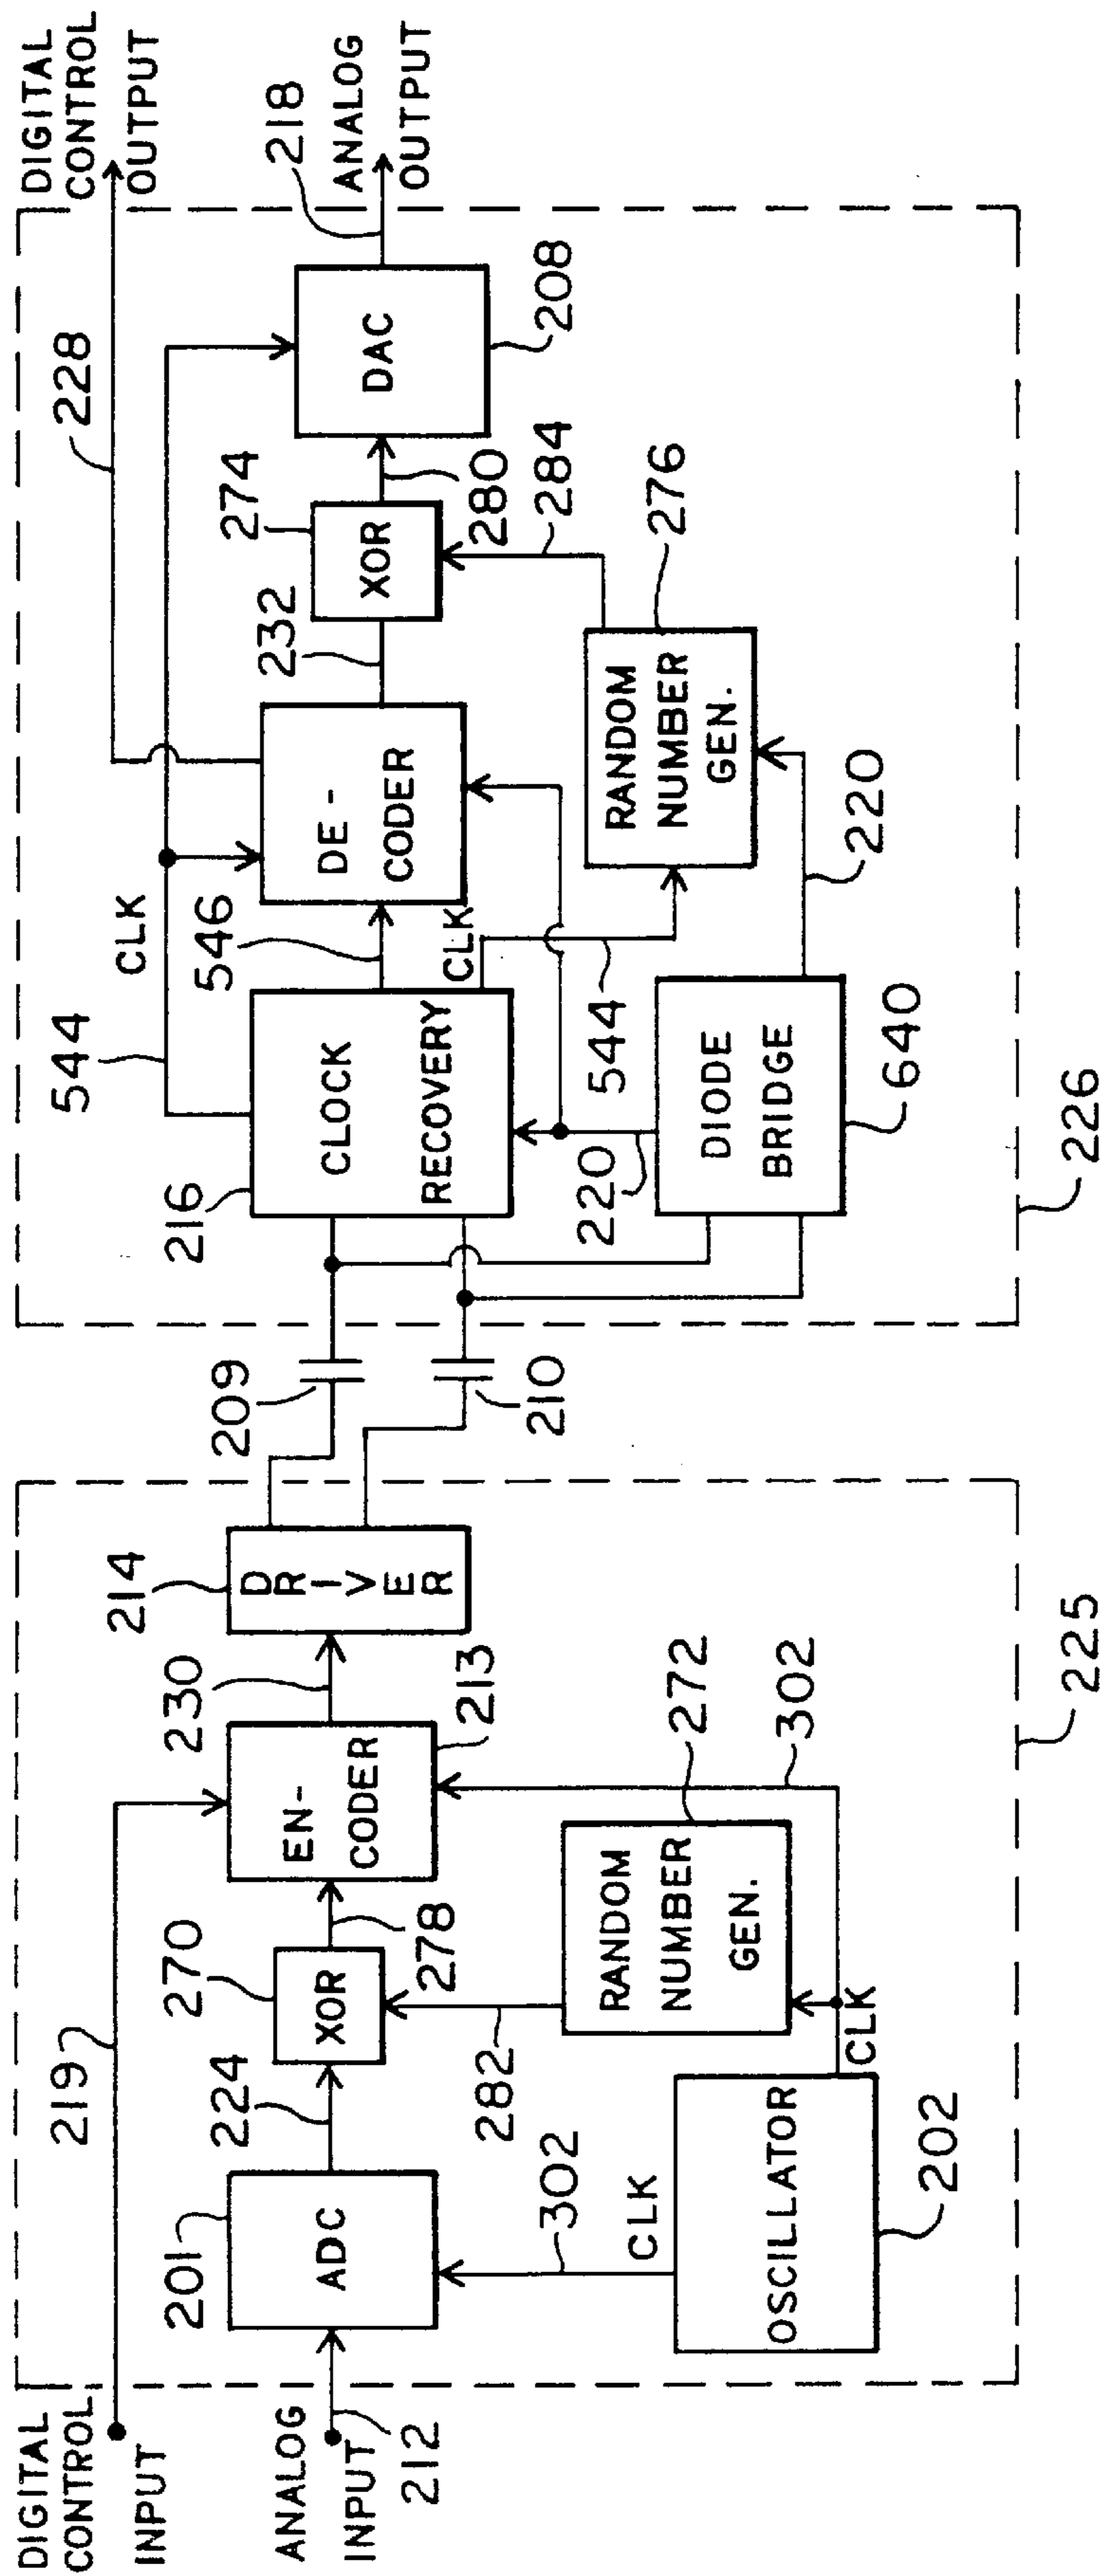 DIGITAL
CONTROL
INPUT
219
ANALOG
INPUT
212
201
ADC
224
270
XOR
278
EN-
CODER
213
230
214
DRIVER
302
CLK
OSCILLATOR
202
CLK
282
RANDOM
NUMBER
GEN.
272
302
225
209
210
216
CLOCK
RECOVERY
544
CLK
546
CLK
DE-
CODER
228
232
274
XOR
280
DAC
208
218
DIGITAL
CONTROL
OUTPUT
ANALOG
OUTPUT
220
544
DIODE
BRIDGE
640
220
RANDOM
NUMBER
GEN.
276
284
226